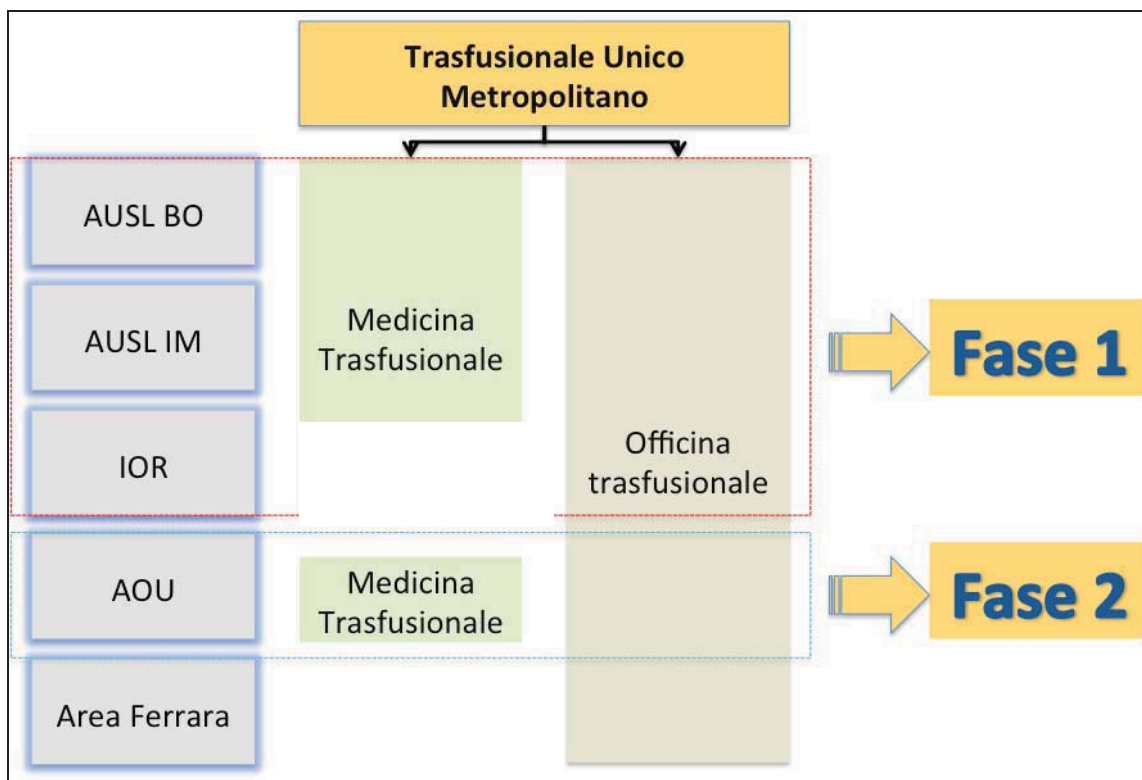 Trasfusionale Unico
Metropolitano
AUSL BO
AUSL IM
IOR
AOU
Area Ferrara
Medicina
Trasfusionale
Medicina
Trasfusionale
Officina
trasfusionale
Fase 1
Fase 2